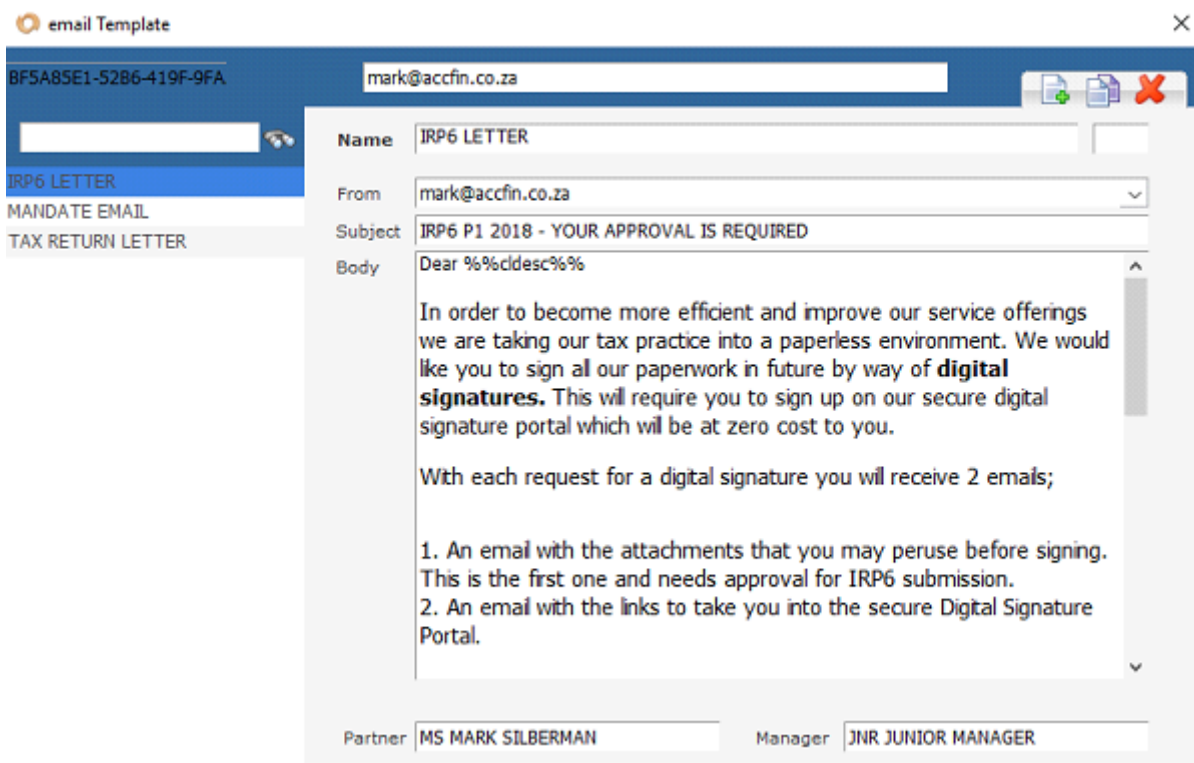 email Template
BF5A85E1-52B6-419F-9FA
mark@accfin.co.za
Name IRP6 LETTER
IRP6 LETTER
MANDATE EMAIL
TAX RETURN LETTER
From mark@accfin.co.za
Subject IRP6 P1 2018 - YOUR APPROVAL IS REQUIRED
Body Dear %%cldesc%%
In order to become more efficient and improve our service offerings
we are taking our tax practice into a paperless environment. We would
like you to sign all our paperwork in future by way of digital
signatures. This will require you to sign up on our secure digital
signature portal which will be at zero cost to you.
With each request for a digital signature you will receive 2 emails;
1. An email with the attachments that you may peruse before signing.
This is the first one and needs approval for IRP6 submission.
2. An email with the links to take you into the secure Digital Signature
Portal.
Partner MS MARK SILBERMAN Manager JNR JUNIOR MANAGER